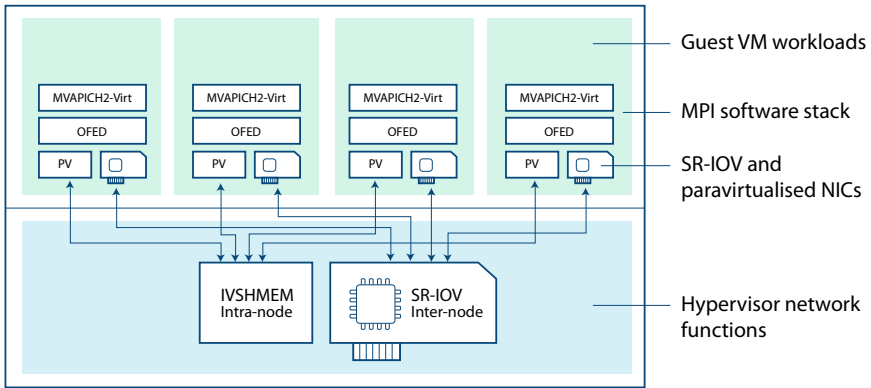 Guest VM workloads
MVAPICH2-Virt
MVAPICH2-Virt
MVAPICH2-Virt
MVAPICH2-Virt
MPI software stack
OFED
OFED
OFED
OFED
PV
PV
PV
PV
SR-IOV and
paravirtualised NICs
IVSHMEM
Intra-node
SR-IOV
Inter-node
Hypervisor network
functions